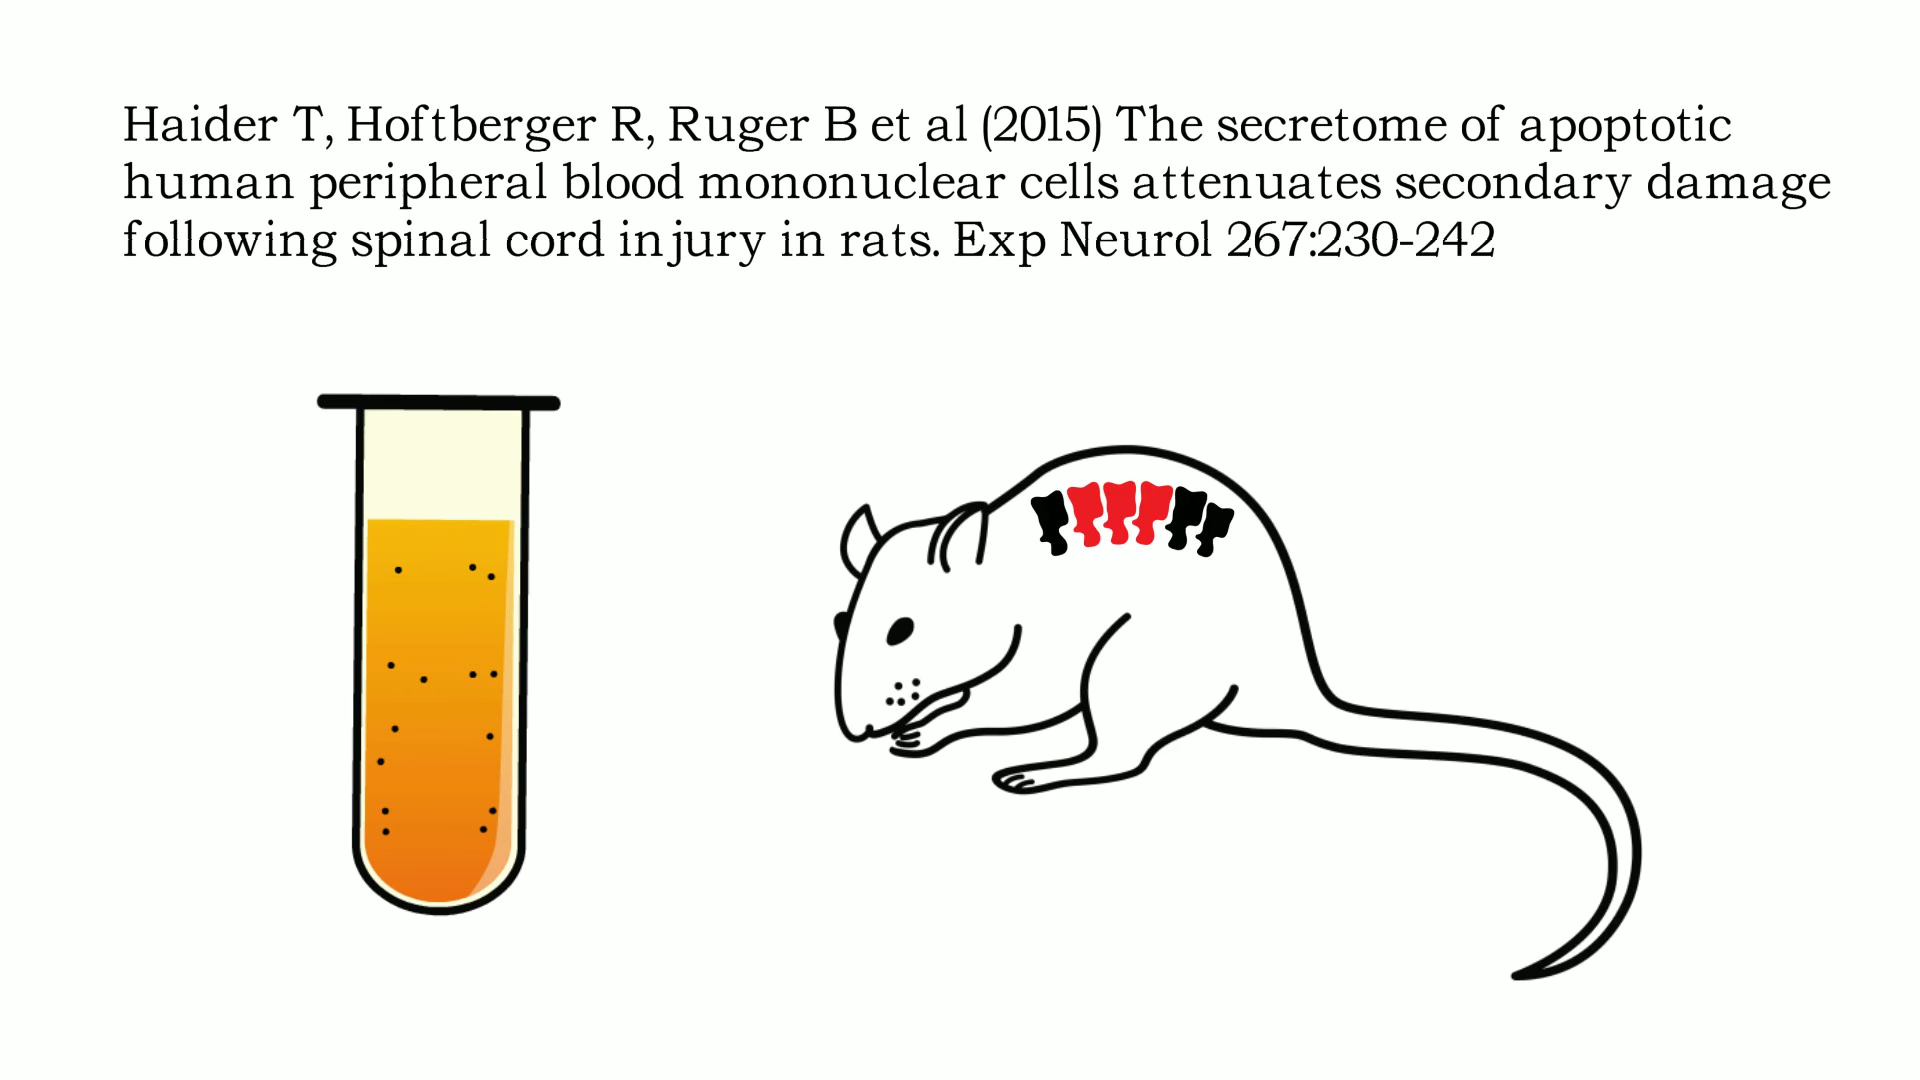 Haider T, Hoftberger R, Ruger B et al (2015) The secretome of apoptotic
human peripheral blood mononuclear cells attenuates secondary damage
following spinal cord injury in rats. Exp Neurol 267:230-242